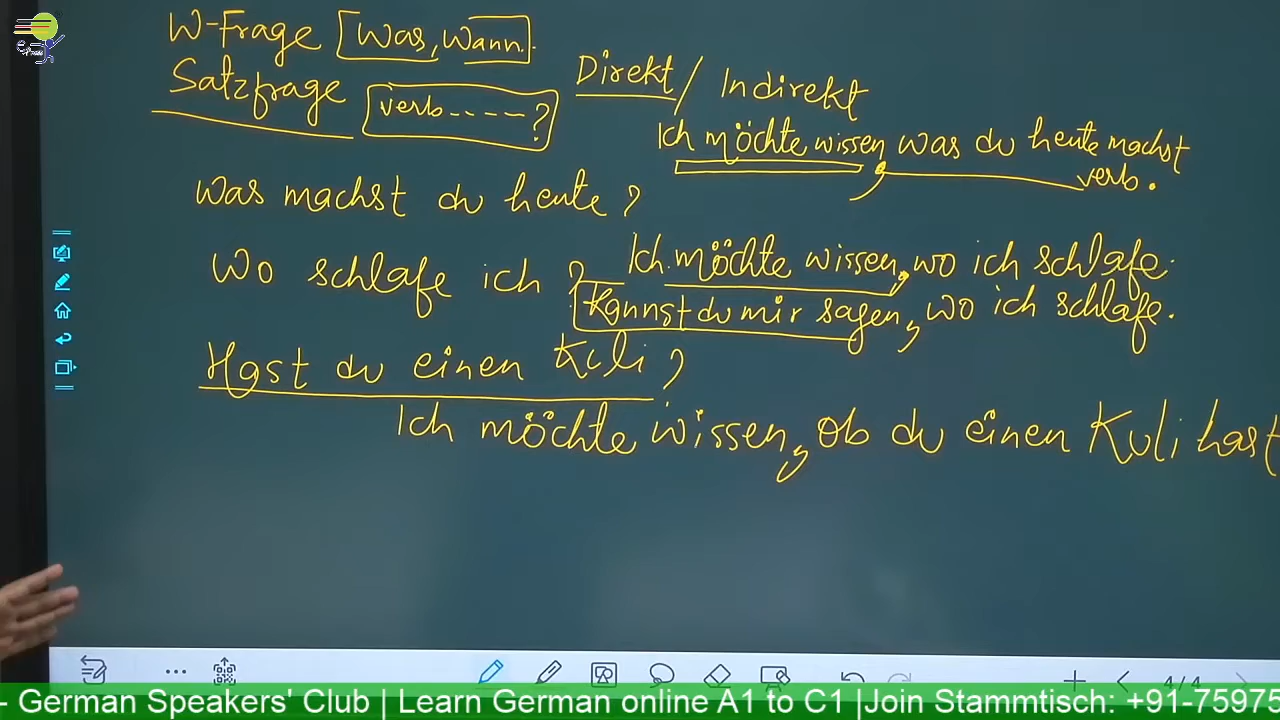 W-Frage [Was, Wann.
Satzfrage verb ----- ?
Direkt / Indirekt
Ich möchte wissen, was du heute machst
verb.
Was machst du heute?
Wo schlafe ich?
Ich möchte wissen, wo ich schlafe.
Kannst du mir sagen, wo ich schlafe.
Hast du einen Kuli?
Ich möchte wissen, ob du einen Kuli hast
4/4
- German Speakers' Club | Learn German online A1 to C1 |Join Stammtisch: +91-75975